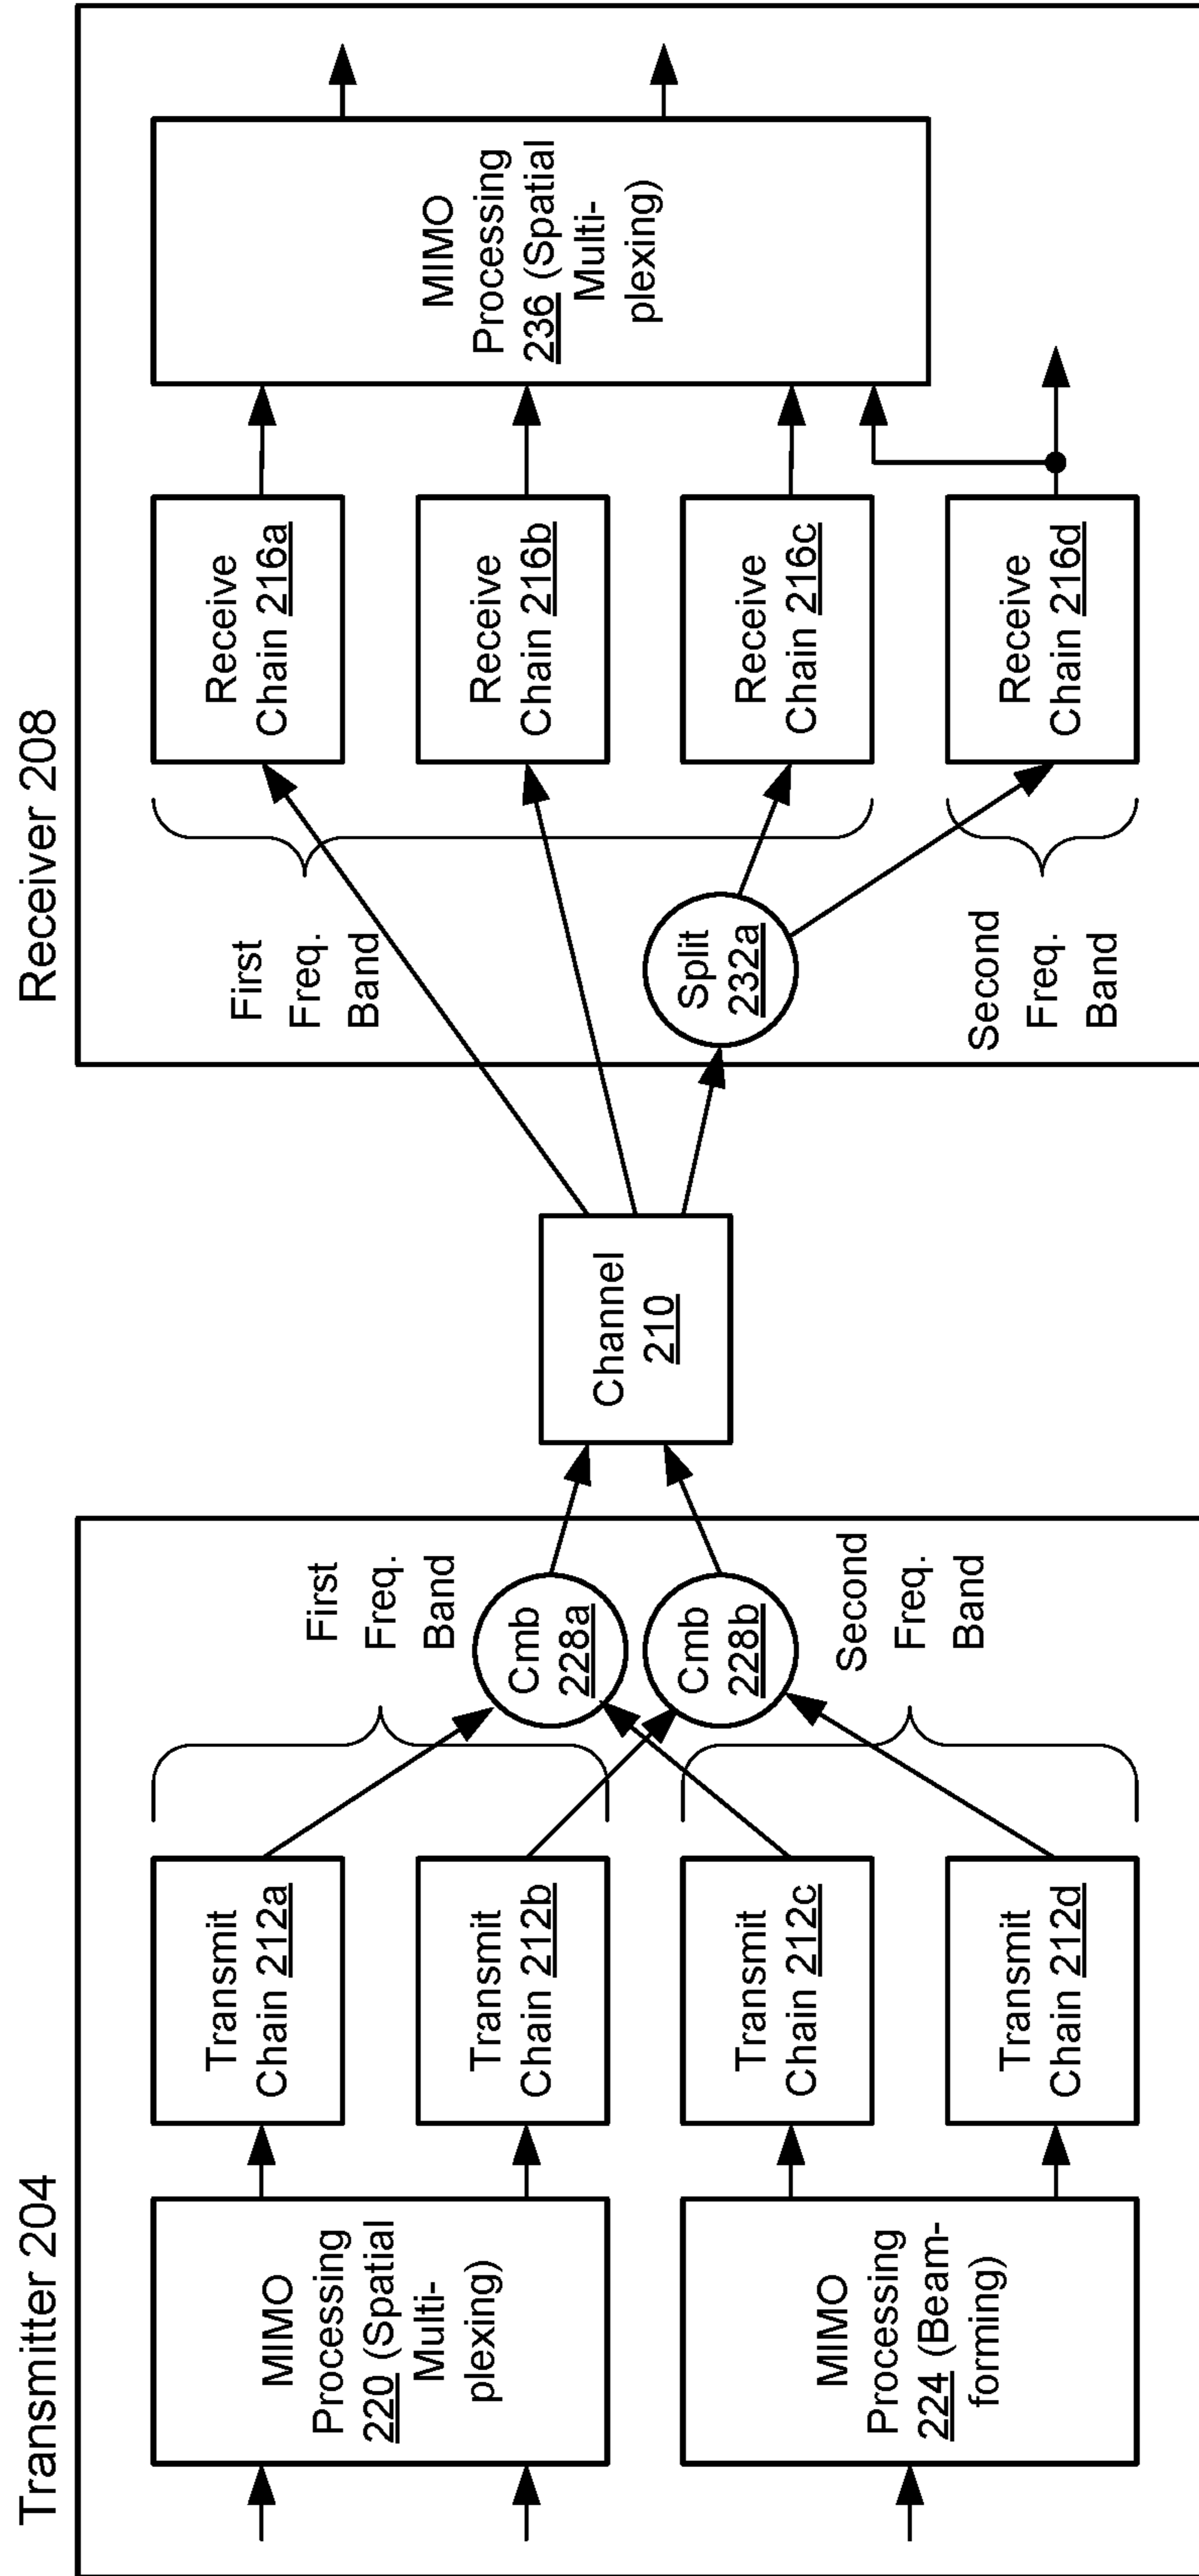 Transmitter 204
MIMO
Processing
220 (Spatial
Multi-
plexing)
MIMO
Processing
224 (Beam-
forming)
Transmit
Chain 212a
Transmit
Chain 212b
Transmit
Chain 212c
Transmit
Chain 212d
First
Freq.
Band
Cmb
228a
Cmb
228b
Second
Freq.
Band
Channel
210
Receiver 208
First
Freq.
Band
Split
232a
Second
Freq.
Band
Receive
Chain 216a
Receive
Chain 216b
Receive
Chain 216c
Receive
Chain 216d
MIMO
Processing
236 (Spatial
Multi-
plexing)